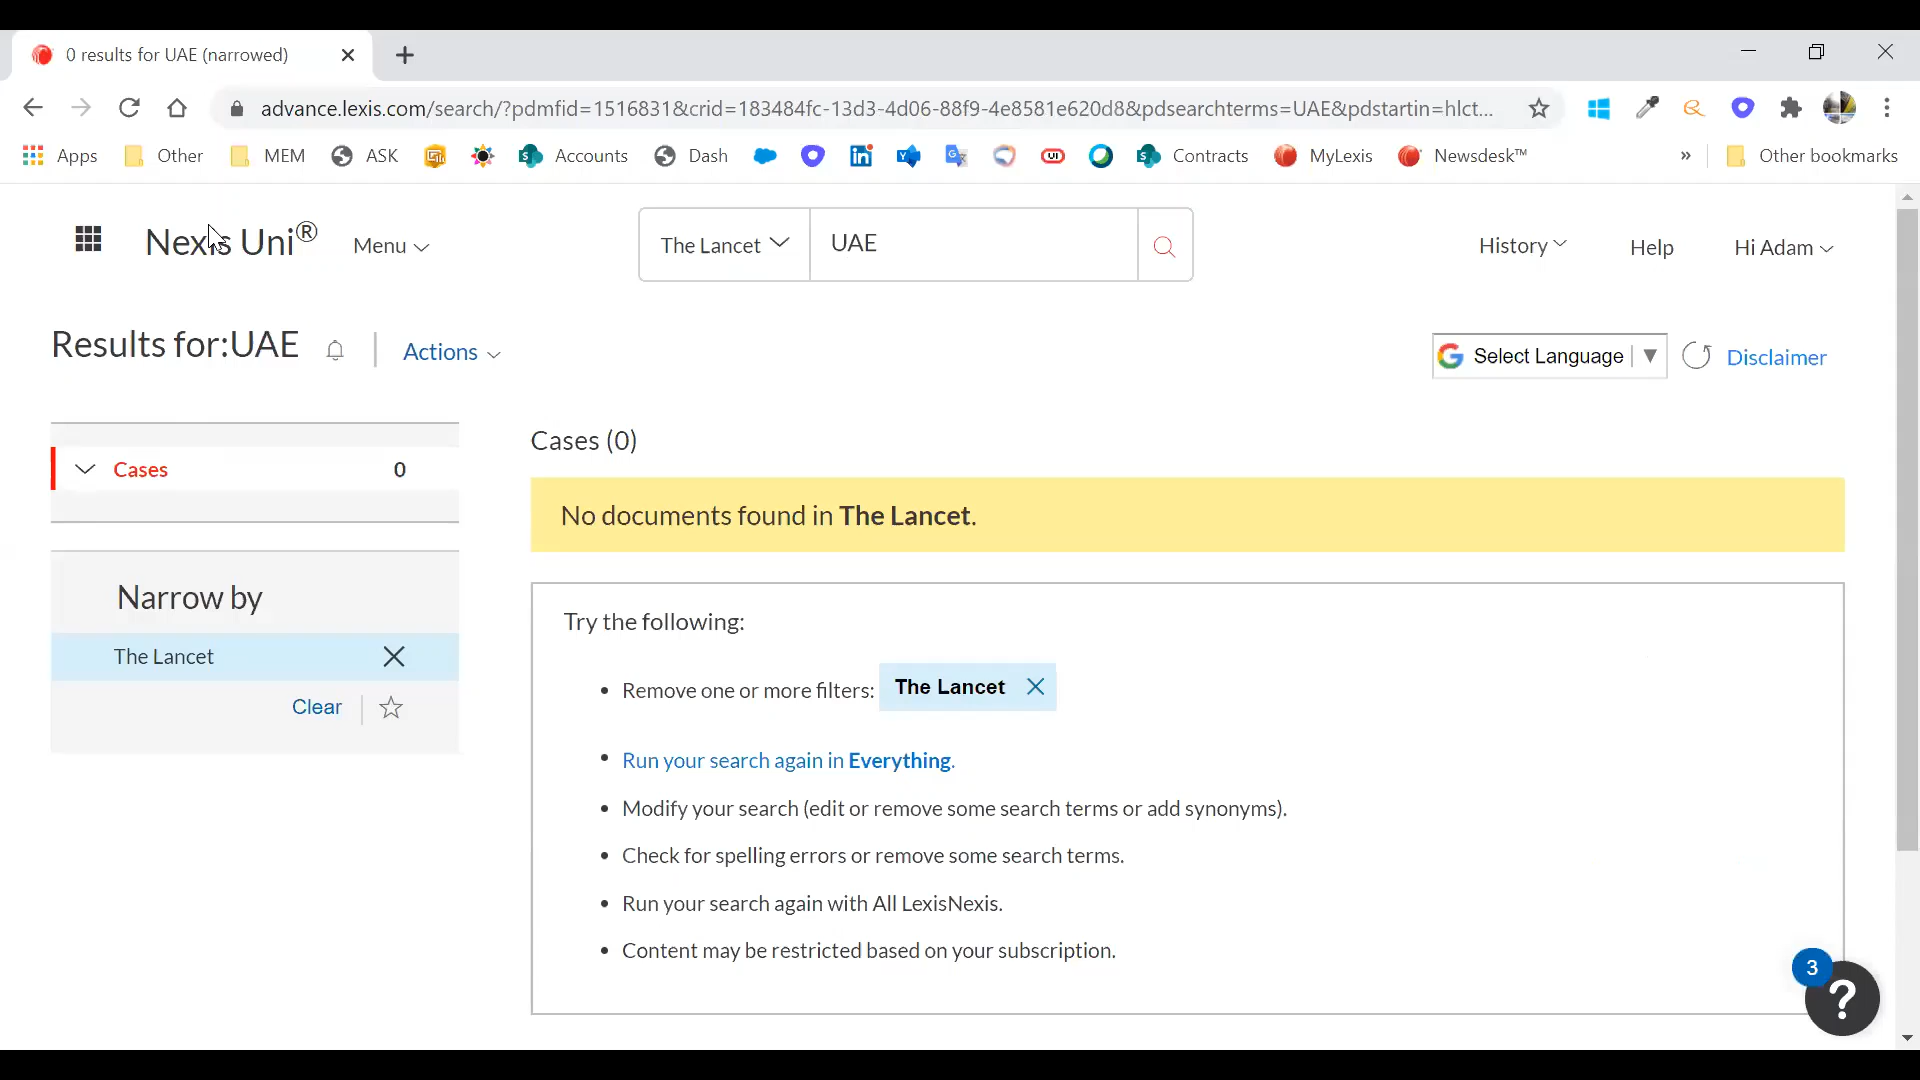 0 results for UAE (narrowed)
advance.lexis.com/search/?pdmfid=1516831&crid=183484fc-13d3-4d06-88f9-4e8581e620d8&pdsearchterms=UAE&pdstartin=hlct...
Apps Other MEM ASK Accounts Dash Contracts MyLexis Newsdesk™ » Other bookmarks
Nexis Uni® Menu The Lancet UAE History Help Hi Adam
Results for:UAE Actions Select Language Disclaimer
Cases 0
Cases (0)
No documents found in The Lancet.
Narrow by
The Lancet
Clear
Try the following:
• Remove one or more filters: The Lancet
• Run your search again in Everything.
• Modify your search (edit or remove some search terms or add synonyms).
• Check for spelling errors or remove some search terms.
• Run your search again with All LexisNexis.
• Content may be restricted based on your subscription.
3
?